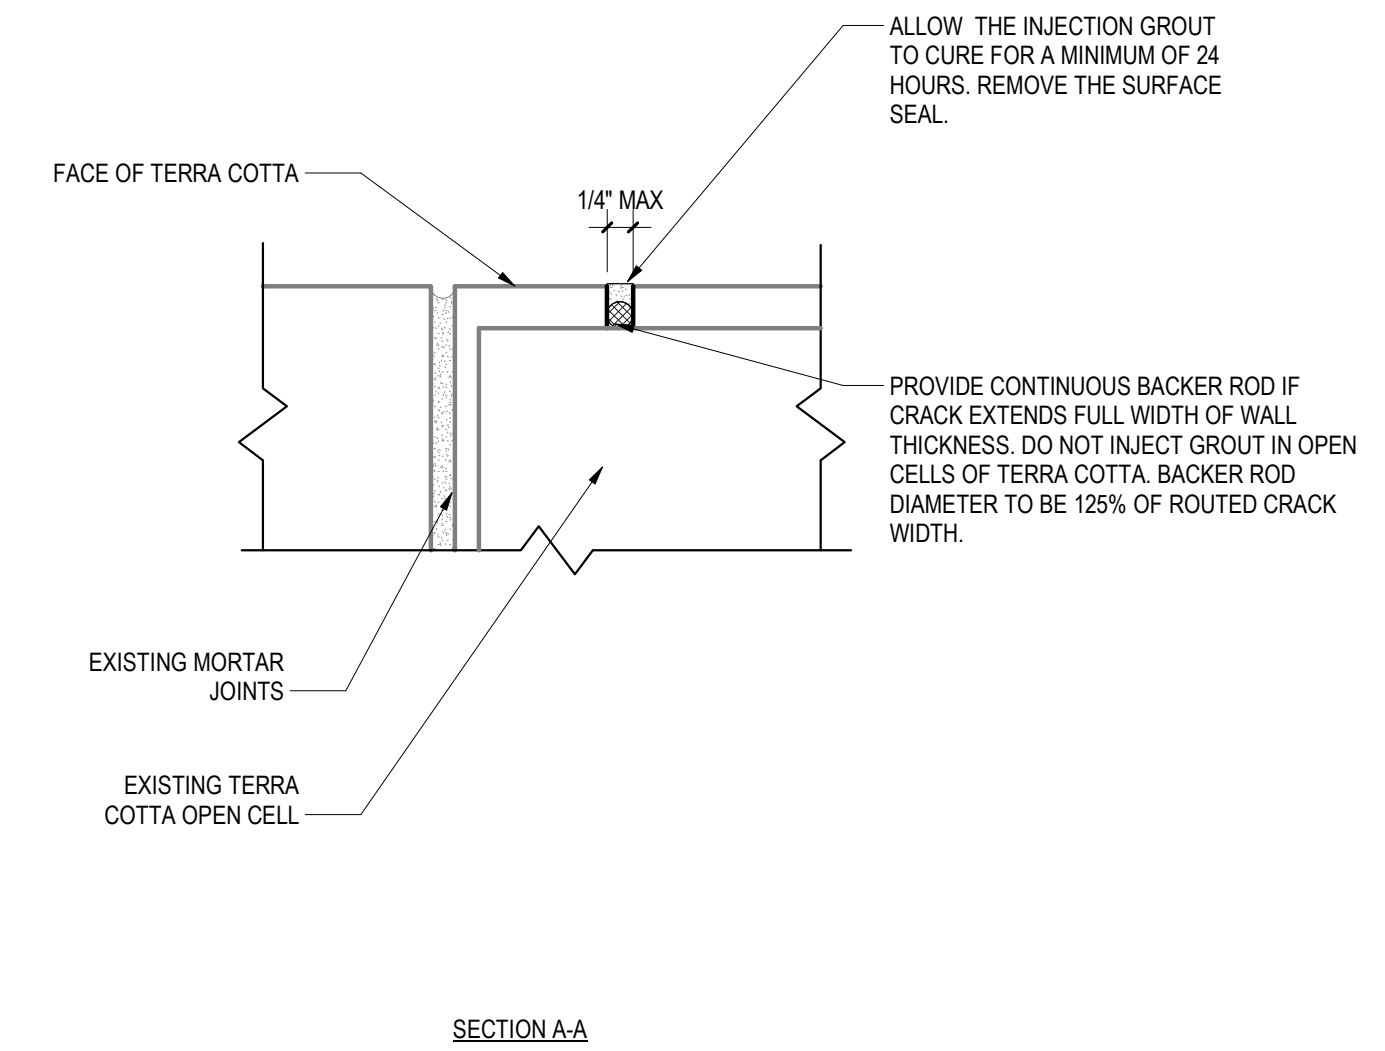 ALLOW THE INJECTION GROUT
TO CURE FOR A MINIMUM OF 24
HOURS. REMOVE THE SURFACE
SEAL.
FACE OF TERRA COTTA
1/4" MAX
PROVIDE CONTINUOUS BACKER ROD IF
CRACK EXTENDS FULL WIDTH OF WALL
THICKNESS. DO NOT INJECT GROUT IN OPEN
CELLS OF TERRA COTTA. BACKER ROD
DIAMETER TO BE 125% OF ROUTED CRACK
WIDTH.
EXISTING MORTAR
JOINTS
EXISTING TERRA
COTTA OPEN CELL
SECTION A-A